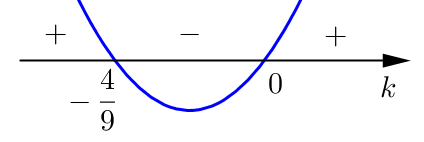 + − +
− 4/9 0 k